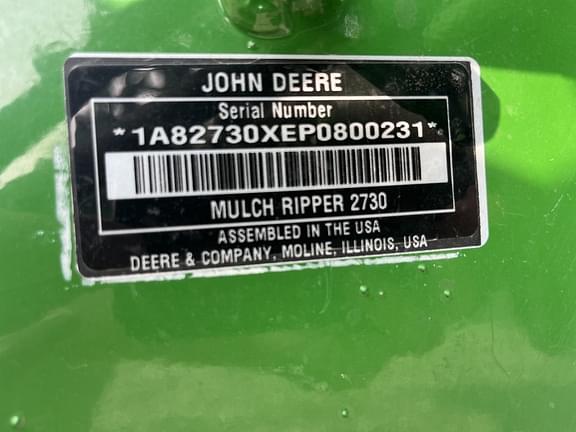 JOHN DEERE
Serial Number
*1A82730XEP0800231*
MULCH RIPPER 2730
ASSEMBLED IN THE USA
DEERE & COMPANY, MOLINE, ILLINOIS, USA